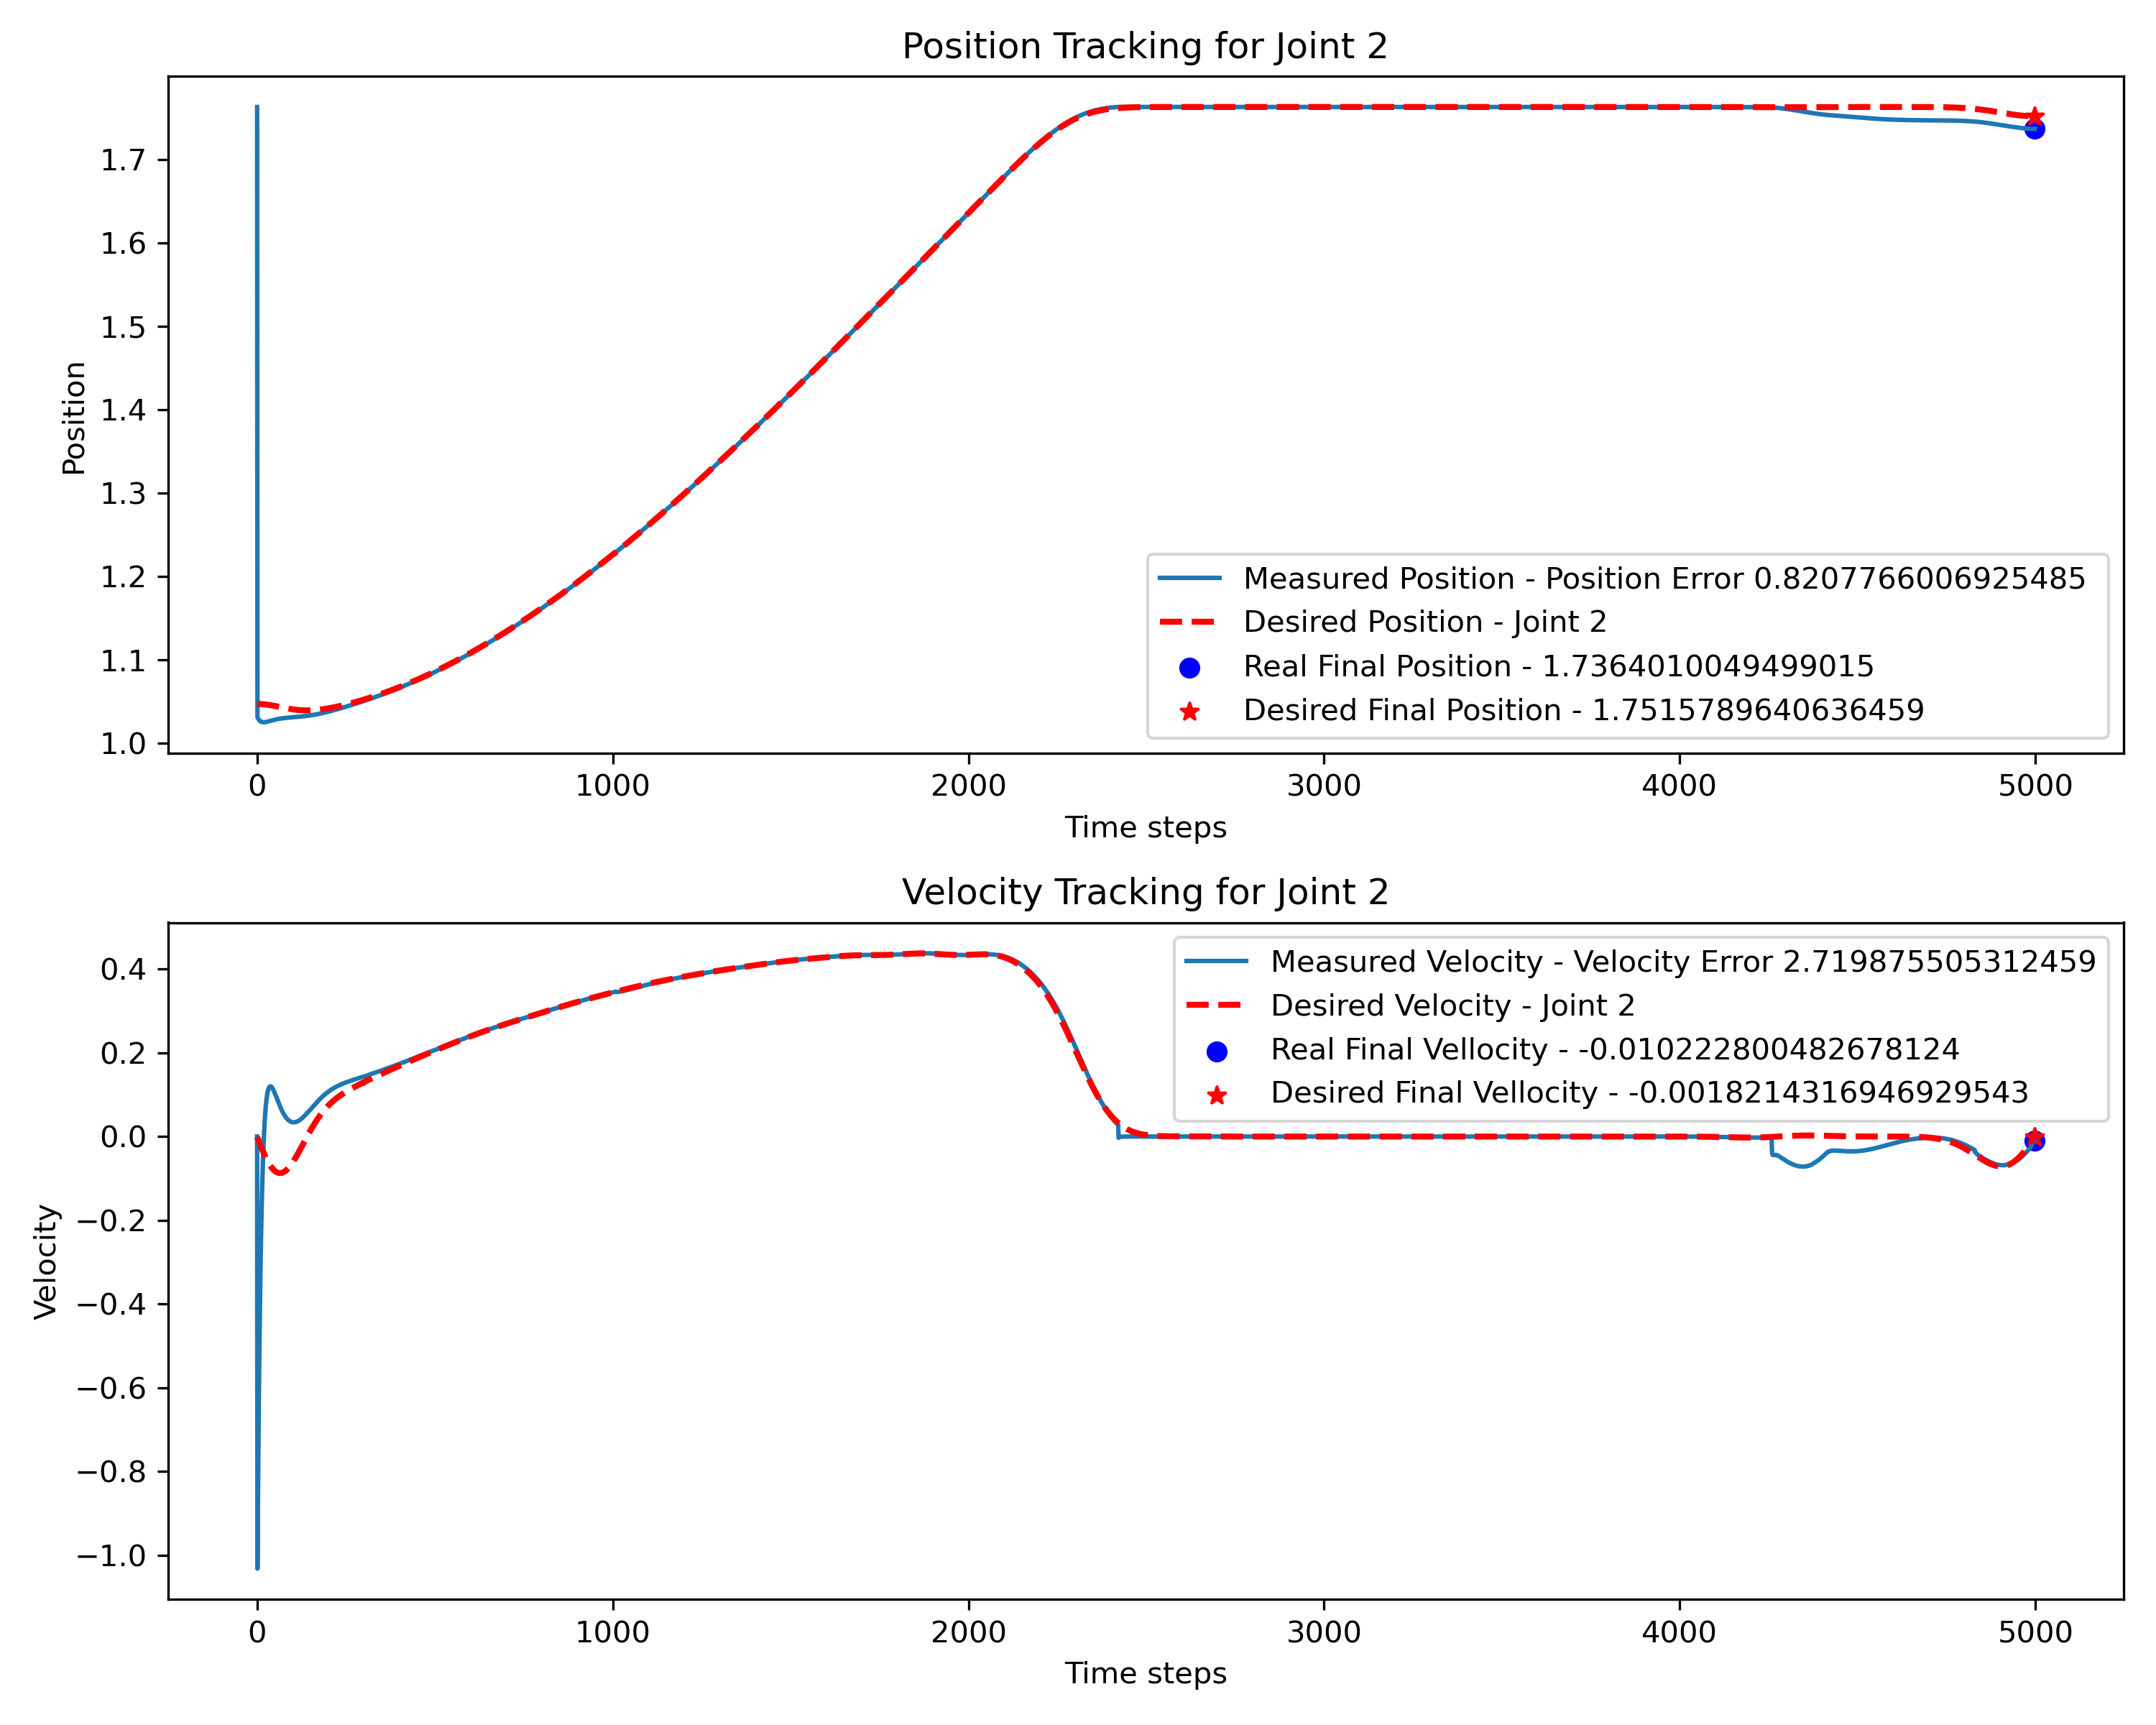 Position Tracking for Joint 2
Position
1.7
1.6
1.5
1.4
1.3
1.2
1.1
1.0
Measured Position - Position Error 0.8207766006925485
Desired Position - Joint 2
Real Final Position - 1.7364010049499015
Desired Final Position - 1.7515789640636459
0 1000 2000 3000 4000 5000
Time steps
Velocity Tracking for Joint 2
Velocity
0.4
0.2
0.0
−0.2
−0.4
−0.6
−0.8
−1.0
Measured Velocity - Velocity Error 2.719875505312459
Desired Velocity - Joint 2
Real Final Vellocity - -0.010222800482678124
Desired Final Vellocity - -0.0018214316946929543
0 1000 2000 3000 4000 5000
Time steps